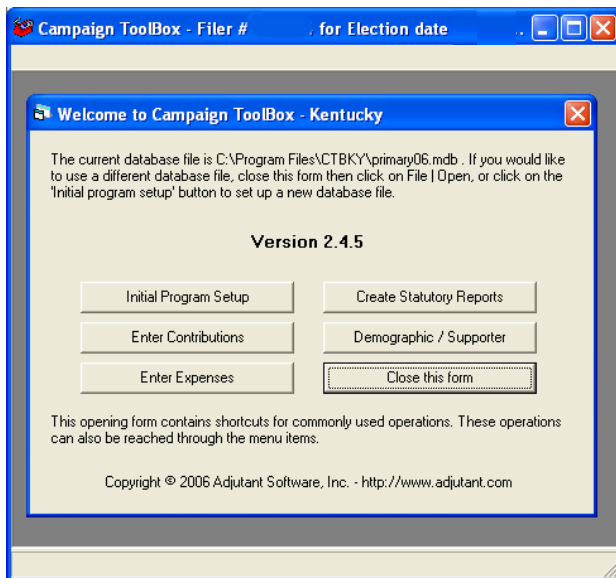 Campaign ToolBox - Filer # . for Election date ..
Welcome to Campaign ToolBox - Kentucky
The current database file is C:\Program Files\CTBKY\primary06.mdb . If you would like
to use a different database file, close this form then click on File | Open, or click on the
'Initial program setup' button to set up a new database file.
Version 2.4.5
Initial Program Setup
Create Statutory Reports
Enter Contributions
Demographic / Supporter
Enter Expenses
Close this form
This opening form contains shortcuts for commonly used operations. These operations
can also be reached through the menu items.
Copyright © 2006 Adjutant Software, Inc. - http://www.adjutant.com